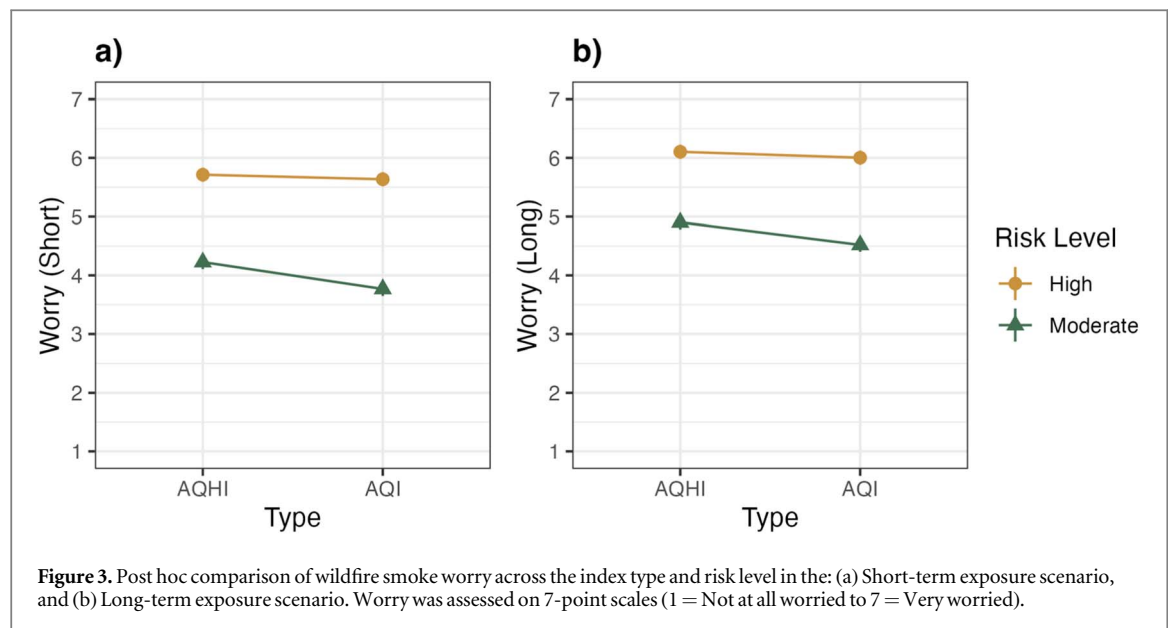 a)
7
6
5
4
3
2
1
Worry (Short)
AQHI
AQI
Type
b)
7
6
5
4
3
2
1
Worry (Long)
AQHI
AQI
Type
Risk Level
High
Moderate
Figure 3. Post hoc comparison of wildfire smoke worry across the index type and risk level in the: (a) Short-term exposure scenario,
and (b) Long-term exposure scenario. Worry was assessed on 7-point scales (1 = Not at all worried to 7 = Very worried).